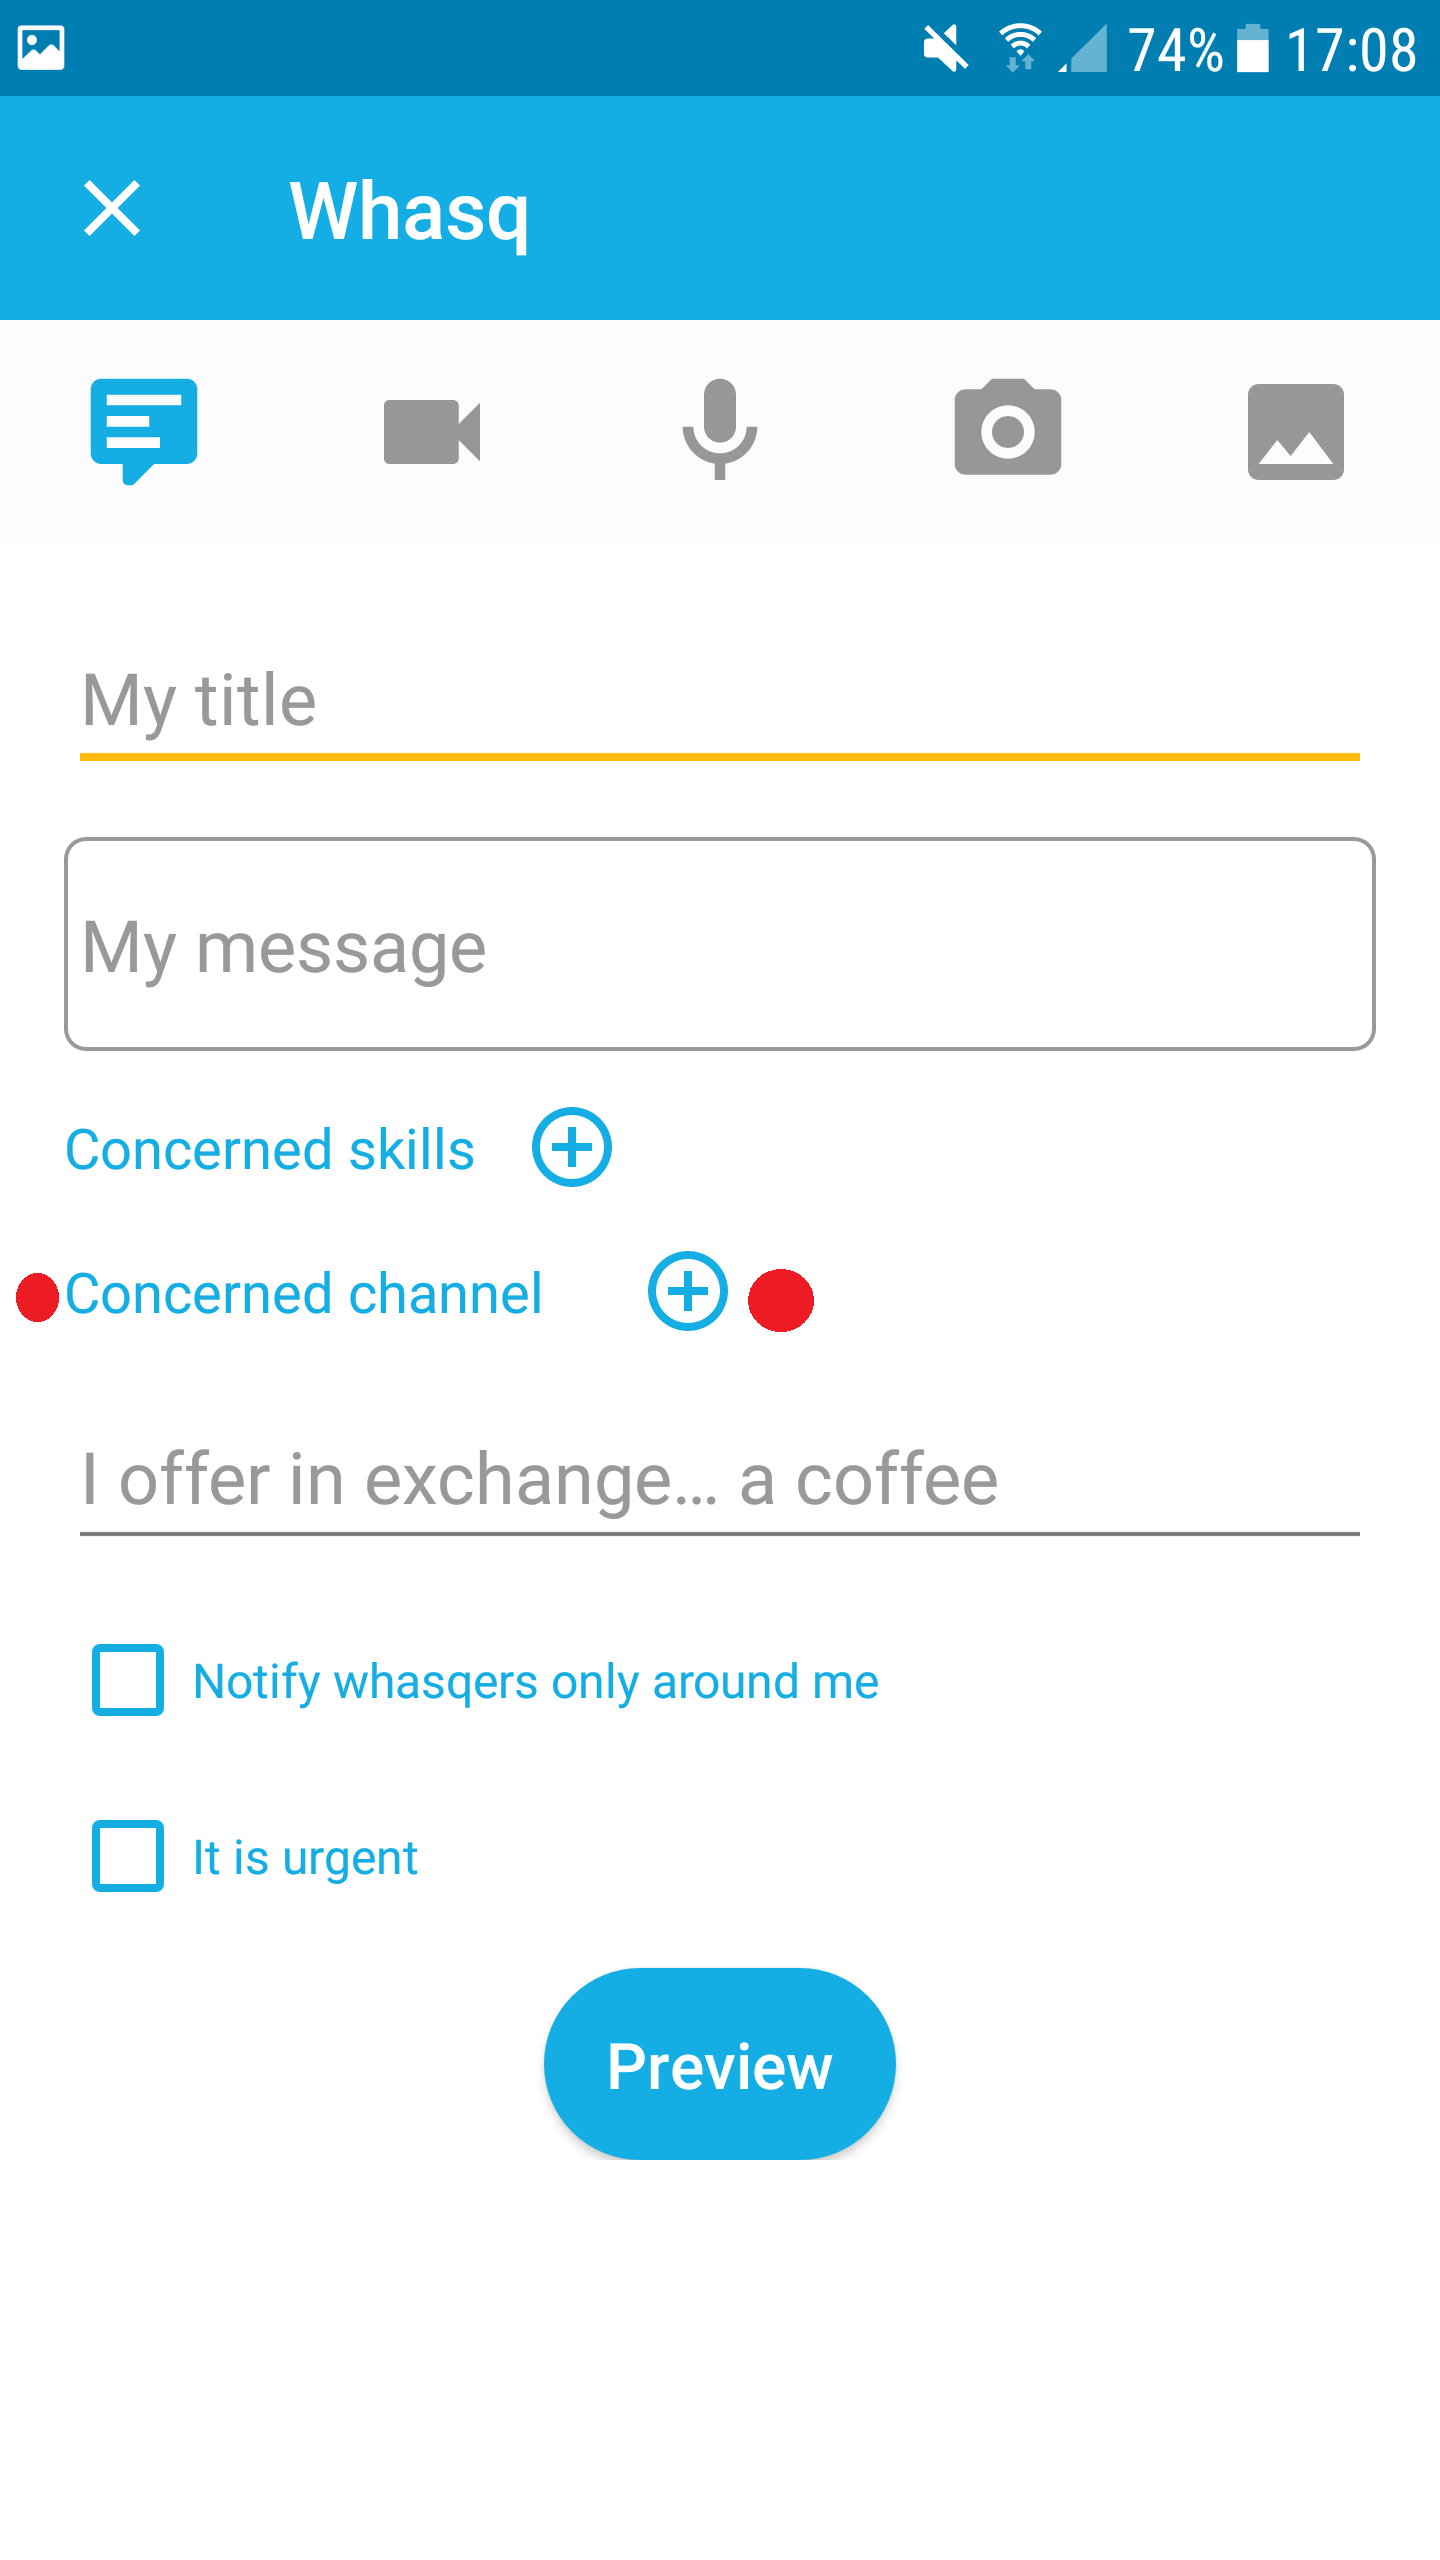 74% 17:08
Whasq
My title
My message
Concerned skills
Concerned channel
I offer in exchange... a coffee
Notify whasqers only around me
It is urgent
Preview